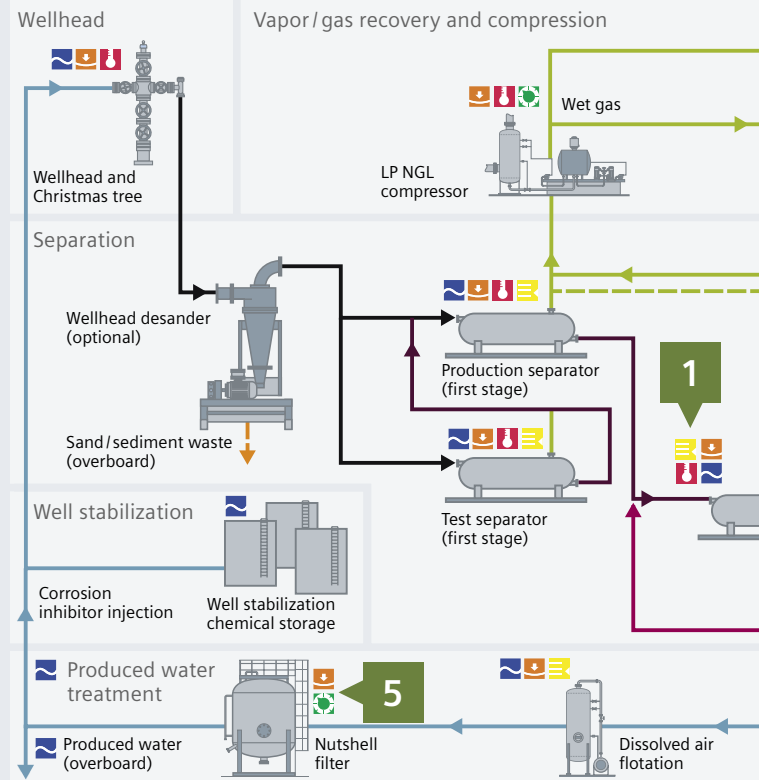 Wellhead
Vapor/gas recovery and compression
Wet gas
LP NGL
compressor
Wellhead and
Christmas tree
Separation
Wellhead desander
(optional)
Production separator
(first stage)
1
Sand/sediment waste
(overboard)
Test separator
(first stage)
Well stabilization
Corrosion
inhibitor injection
Well stabilization
chemical storage
Produced water
treatment
5
Produced water
(overboard)
Nutshell
filter
Dissolved air
flotation